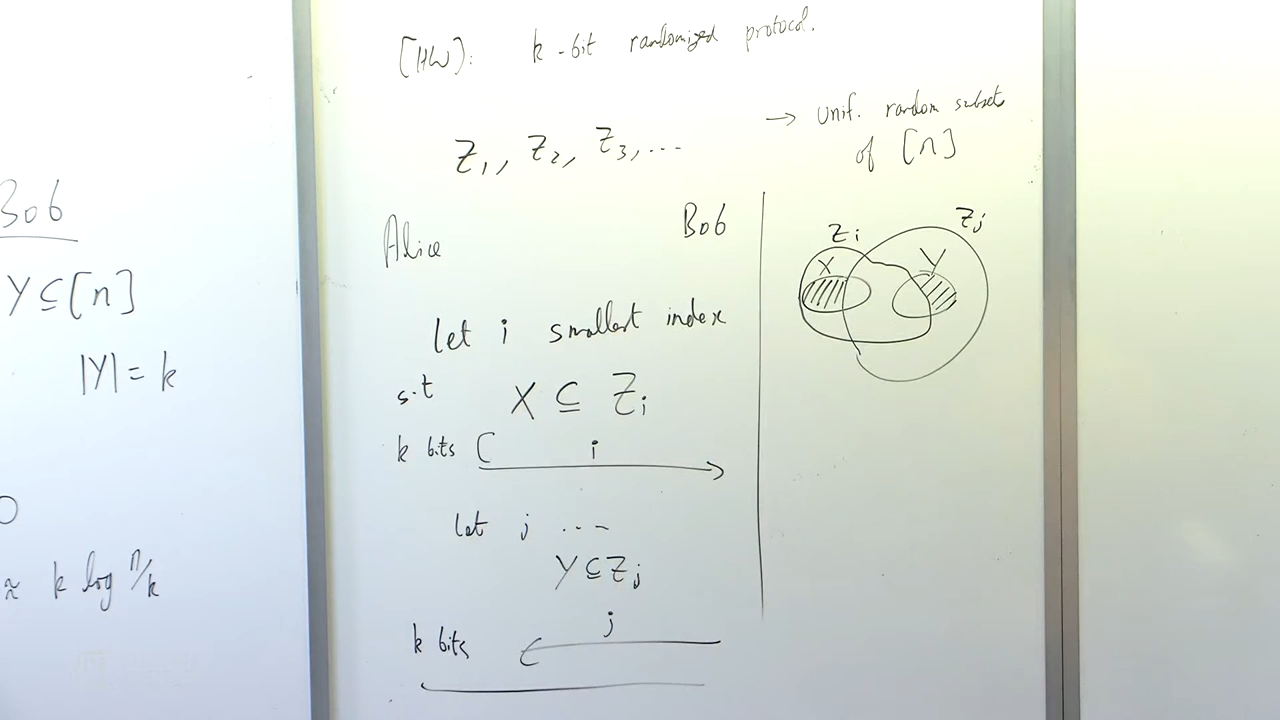 Bob
Y ⊆ [n]
|Y| = k
≈ k log n/k
[HW]: k-bit randomized protocol.
Z₁, Z₂, Z₃, ...
→ Unif. random subsets
of [n]
Alice Bob
Let i smallest index
s.t X ⊆ Zᵢ
k bits i
let j ....
Y ⊆ Zⱼ
j
k bits
Zᵢ Zⱼ
X Y